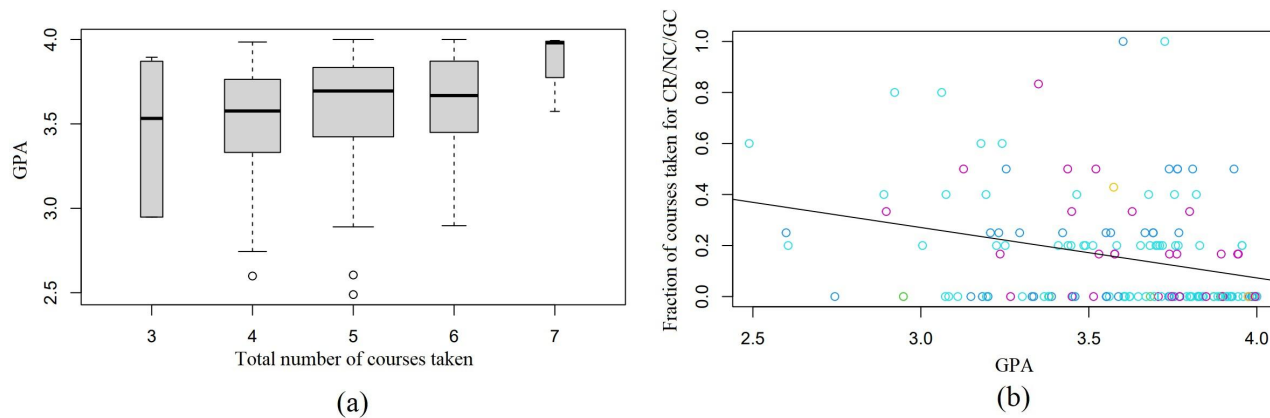 4.0
3.5
3.0
2.5
GPA
3 4 5 6 7
Total number of courses taken
(a)
1.0
0.8
0.6
0.4
0.2
0.0
Fraction of courses taken for CR/NC/GC
2.5 3.0 3.5 4.0
GPA
(b)